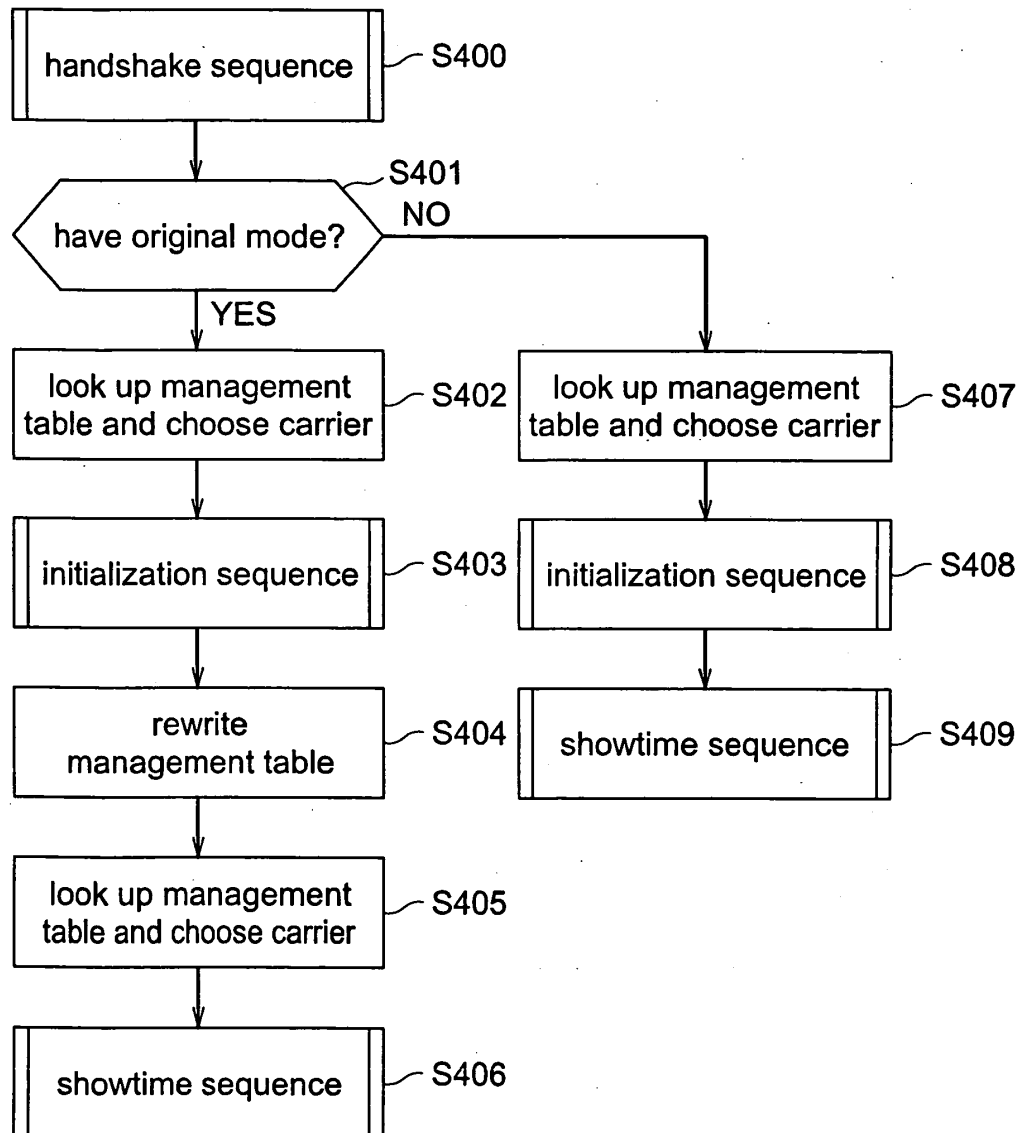 handshake sequence
S400
S401
have original mode?
NO
YES
look up management
table and choose carrier
S402
look up management
table and choose carrier
S407
initialization sequence
S403
initialization sequence
S408
rewrite
management table
S404
showtime sequence
S409
look up management
table and choose carrier
S405
showtime sequence
S406